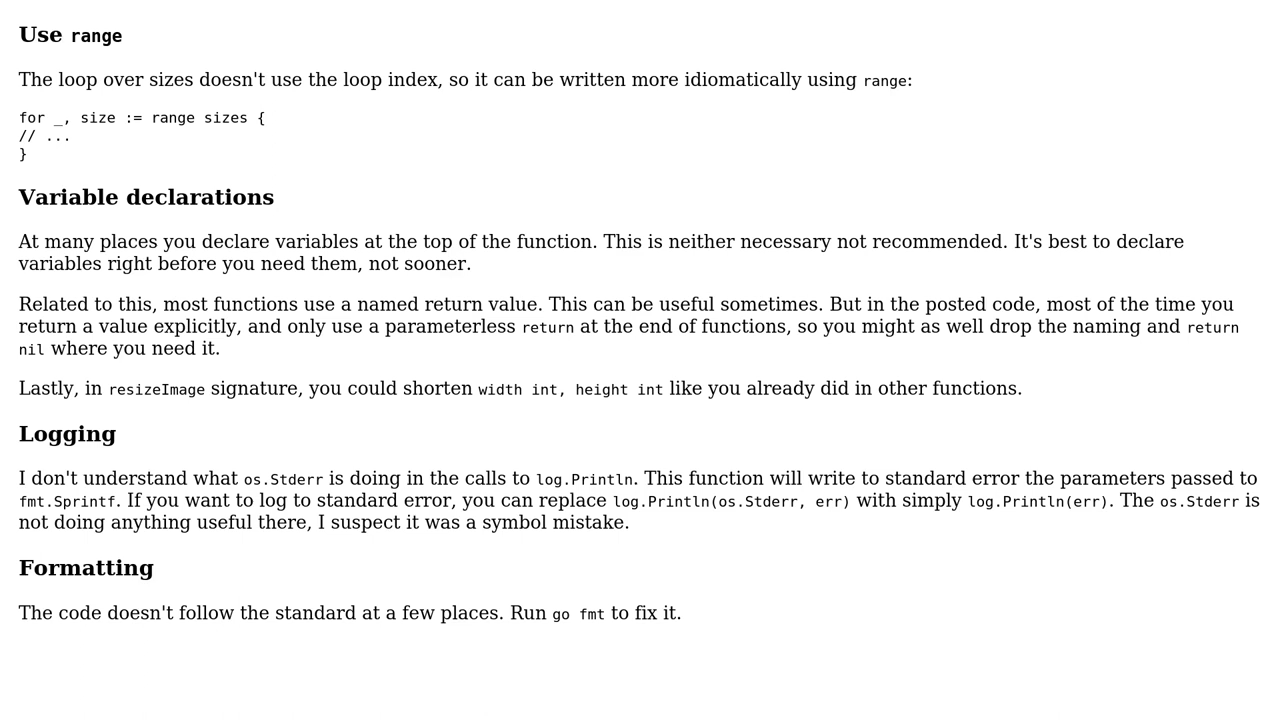 Use range
The loop over sizes doesn't use the loop index, so it can be written more idiomatically using range:
for _, size := range sizes {
// ...
}
Variable declarations
At many places you declare variables at the top of the function. This is neither necessary not recommended. It's best to declare
variables right before you need them, not sooner.
Related to this, most functions use a named return value. This can be useful sometimes. But in the posted code, most of the time you
return a value explicitly, and only use a parameterless return at the end of functions, so you might as well drop the naming and return
nil where you need it.
Lastly, in resizeImage signature, you could shorten width int, height int like you already did in other functions.
Logging
I don't understand what os.Stderr is doing in the calls to log.Println. This function will write to standard error the parameters passed to
fmt.Sprintf. If you want to log to standard error, you can replace log.Println(os.Stderr, err) with simply log.Println(err). The os.Stderr is
not doing anything useful there, I suspect it was a symbol mistake.
Formatting
The code doesn't follow the standard at a few places. Run go fmt to fix it.